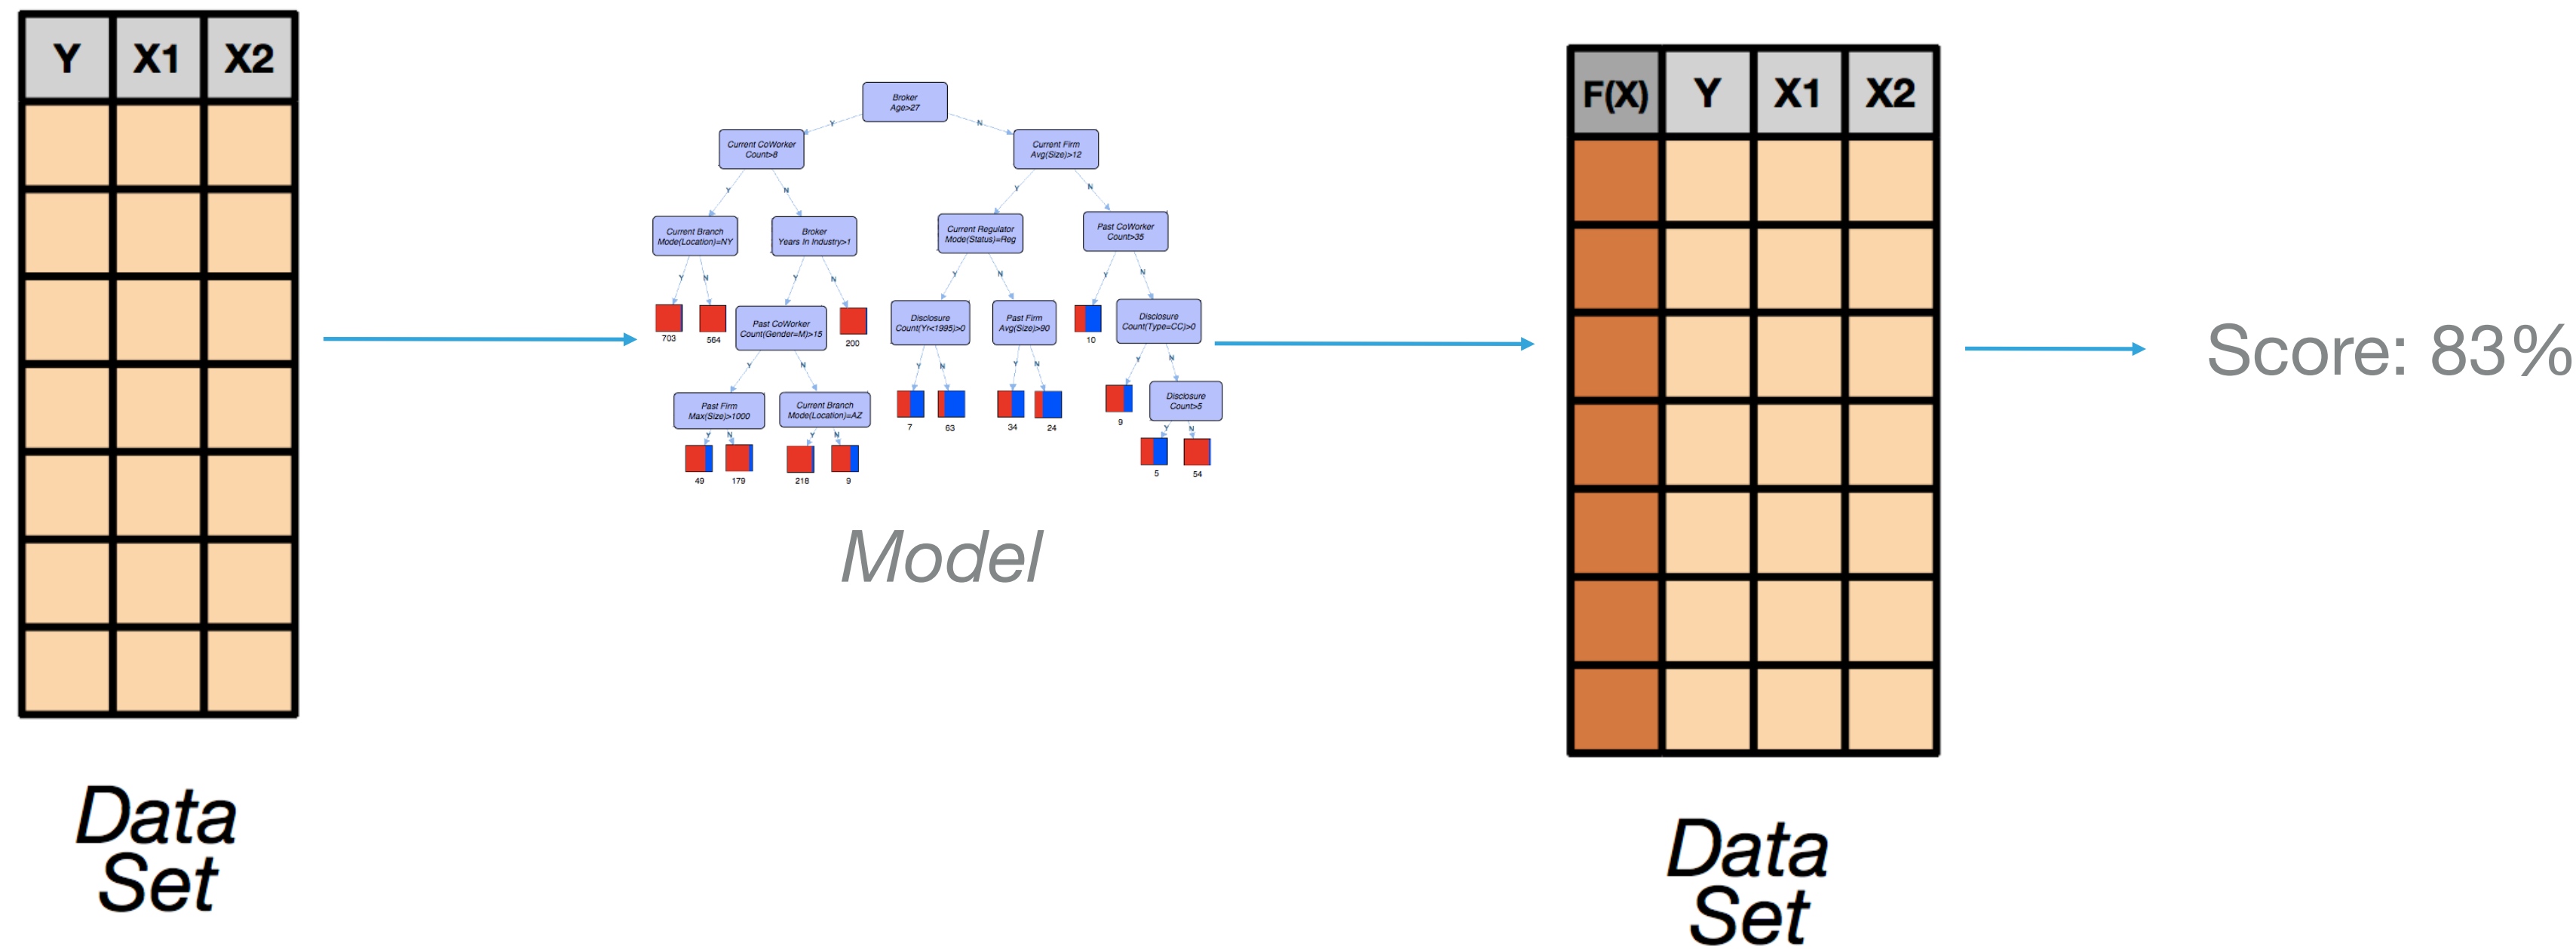 Y X1 X2
Data
Set
Broker
Age>27
Y
N
Current CoWorker
Count>8
Current Firm
Avg(Size)>12
Y
N
Y
N
Current Branch
Mode(Location)=NY
Broker
Years In Industry>1
Current Regulator
Mode(Status)=Reg
Past CoWorker
Count>35
Y
N
Y
N
Y
N
Y
N
703
564
Past CoWorker
Count(Gender=M)>15
200
Disclosure
Count(Yr<1995)>0
Past Firm
Avg(Size)>90
10
Disclosure
Count(Type=CC)>0
Y
N
Y
N
Y
N
Y
N
Past Firm
Max(Size)>1000
Current Branch
Mode(Location)=AZ
7
63
34
24
9
Disclosure
Count>5
Y
N
Y
N
Y
N
49
179
218
9
5
54
Model
F(X) Y X1 X2
Data
Set
Score: 83%